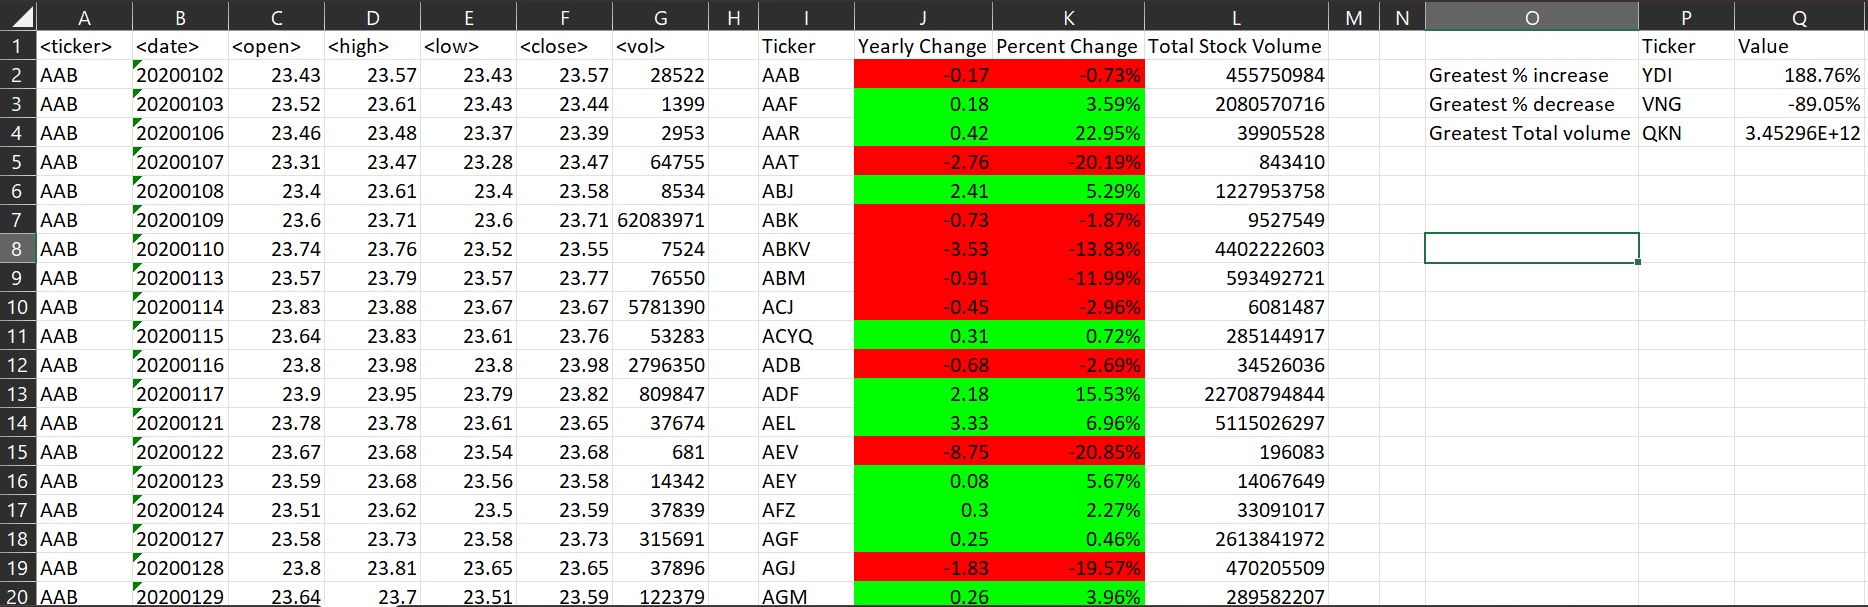 A B C D E F G H I J K L M N O P Q
1 <ticker> <date> <open> <high> <low> <close> <vol> Ticker Yearly Change Percent Change Total Stock Volume Ticker Value
2 AAB 20200102 23.43 23.57 23.43 23.57 28522 AAB -0.17 -0.73% 455750984 Greatest % increase YDI 188.76%
3 AAB 20200103 23.52 23.61 23.43 23.44 1399 AAF 0.18 3.59% 2080570716 Greatest % decrease VNG -89.05%
4 AAB 20200106 23.46 23.48 23.37 23.39 2953 AAR 0.42 22.95% 39905528 Greatest Total volume QKN 3.45296E+12
5 AAB 20200107 23.31 23.47 23.28 23.47 64755 AAT -2.76 -20.19% 843410
6 AAB 20200108 23.4 23.61 23.4 23.58 8534 ABJ 2.41 5.29% 1227953758
7 AAB 20200109 23.6 23.71 23.6 23.71 62083971 ABK -0.73 -1.87% 9527549
8 AAB 20200110 23.74 23.76 23.52 23.55 7524 ABKV -3.53 -13.83% 4402222603
9 AAB 20200113 23.57 23.79 23.57 23.77 76550 ABM -0.91 -11.99% 593492721
10 AAB 20200114 23.83 23.88 23.67 23.67 5781390 ACJ -0.45 -2.96% 6081487
11 AAB 20200115 23.64 23.83 23.61 23.76 53283 ACYQ 0.31 0.72% 285144917
12 AAB 20200116 23.8 23.98 23.8 23.98 2796350 ADB -0.68 -2.69% 34526036
13 AAB 20200117 23.9 23.95 23.79 23.82 809847 ADF 2.18 15.53% 22708794844
14 AAB 20200121 23.78 23.78 23.61 23.65 37674 AEL 3.33 6.96% 5115026297
15 AAB 20200122 23.67 23.68 23.54 23.68 681 AEV -8.75 -20.85% 196083
16 AAB 20200123 23.59 23.68 23.56 23.58 14342 AEY 0.08 5.67% 14067649
17 AAB 20200124 23.51 23.62 23.5 23.59 37839 AFZ 0.3 2.27% 33091017
18 AAB 20200127 23.58 23.73 23.58 23.73 315691 AGF 0.25 0.46% 2613841972
19 AAB 20200128 23.8 23.81 23.65 23.65 37896 AGJ -1.83 -19.57% 470205509
20 AAB 20200129 23.64 23.7 23.51 23.59 122379 AGM 0.26 3.96% 289582207